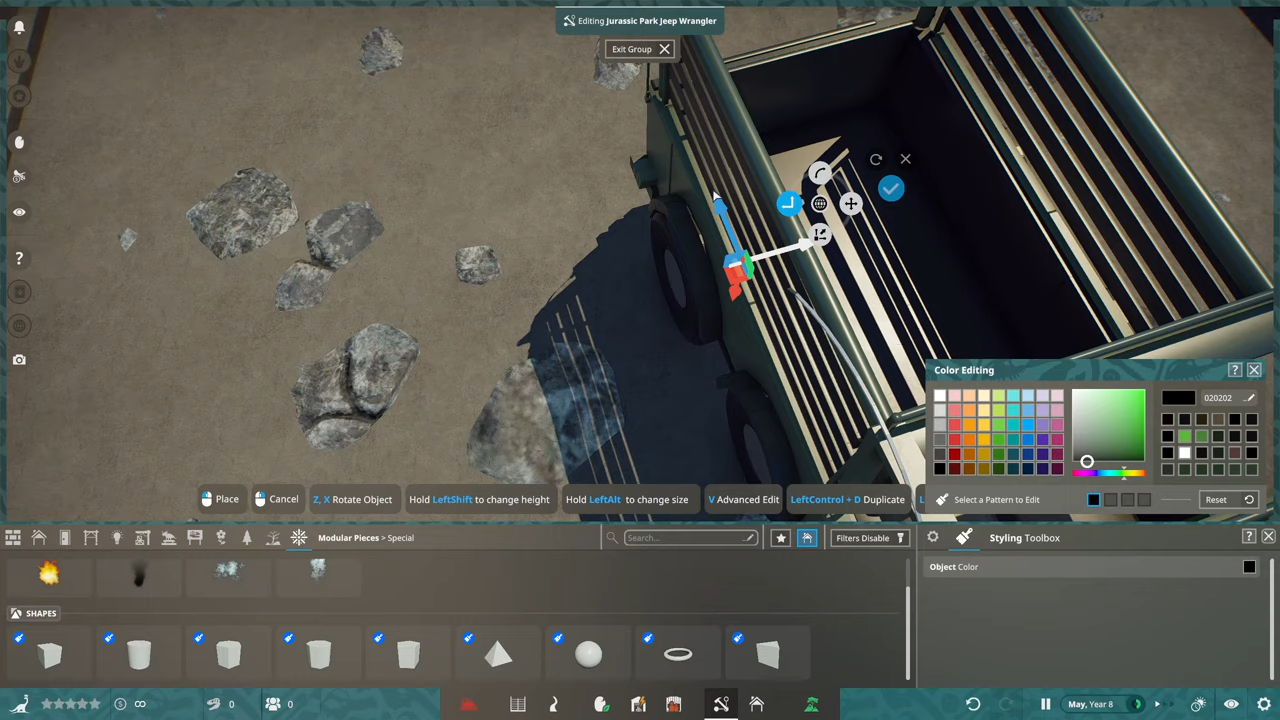 Editing Jurassic Park Jeep Wrangler
Exit Group
Color Editing
?
020202
Place
Cancel
Z, X Rotate Object
Hold LeftShift to change height
Hold LeftAlt to change size
V Advanced Edit
LeftControl + D Duplicate
L
Select a Pattern to Edit
Reset
Modular Pieces > Special
Search...
Filters Disable
Styling Toolbox
?
Object Color
SHAPES
?
∞
0
0
May, Year 8